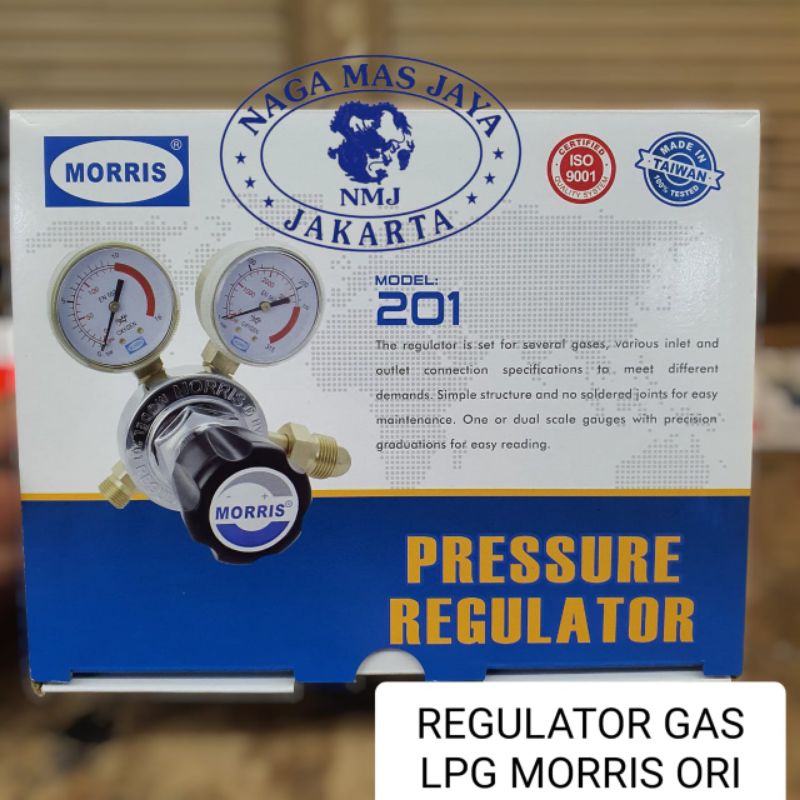 NAGA MAS JAYA
NMJ
JAKARTA
MORRIS®
CERTIFIED
ISO
9001
QUALITY SYSTEM
MADE IN
TAIWAN
100% TESTED
MODEL:
201
The regulator is set for several gases, various inlet and
outlet connection specifications to meet different
demands. Simple structure and no soldered joints for easy
maintenance. One or dual scale gauges with precision
graduations for easy reading.
OXYGEN
OXYGEN
MORRIS
MORRIS®
PRESSURE
REGULATOR
REGULATOR GAS
LPG MORRIS ORI